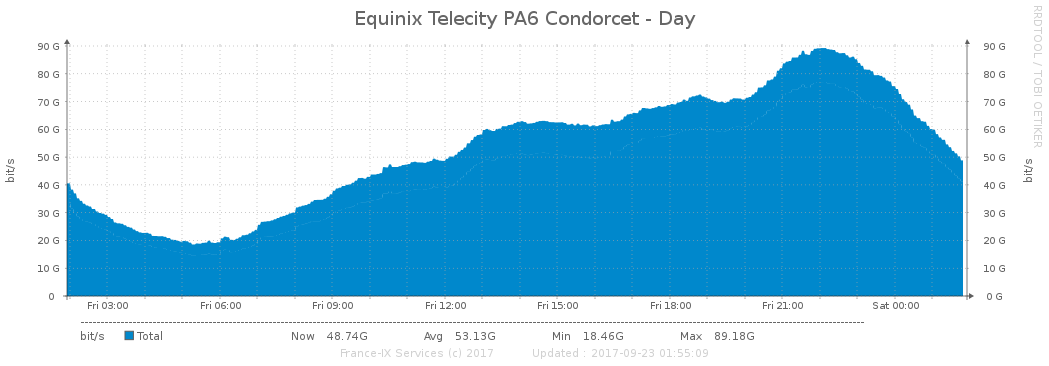 Equinix Telecity PA6 Condorcet - Day
RRDTOOL / TOBI OETIKER
90 G 90 G
80 G 80 G
70 G 70 G
60 G 60 G
50 G 50 G
40 G 40 G
30 G 30 G
20 G 20 G
10 G 10 G
0 0 G
bit/s
bit/s
Fri 03:00 Fri 06:00 Fri 09:00 Fri 12:00 Fri 15:00 Fri 18:00 Fri 21:00 Sat 00:00
bit/s Total Now 48.74G Avg 53.13G Min 18.46G Max 89.18G
France-IX Services (c) 2017 Updated : 2017-09-23 01:55:09